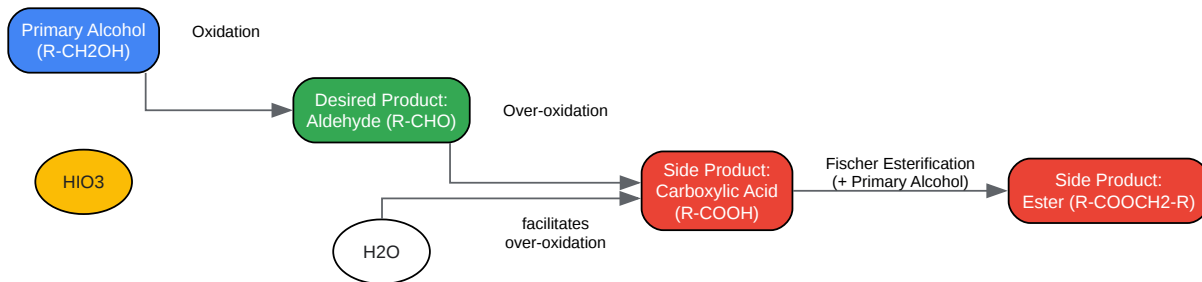 Primary Alcohol
(R-CH2OH)
Oxidation
Desired Product:
Aldehyde (R-CHO)
Over-oxidation
HIO3
Side Product:
Carboxylic Acid
(R-COOH)
Fischer Esterification
(+ Primary Alcohol)
Side Product:
Ester (R-COOCH2-R)
H2O
facilitates
over-oxidation